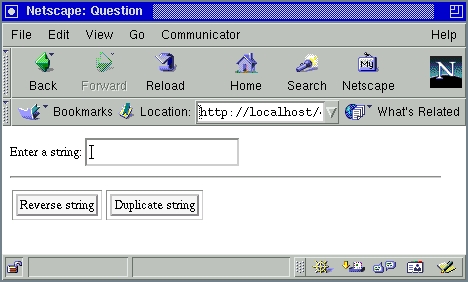 Netscape: Question
File Edit View Go Communicator Help
Back Forward Reload Home Search Netscape
My
N
Bookmarks Location: http://localhost/ What's Related
Enter a string:
Reverse string Duplicate string